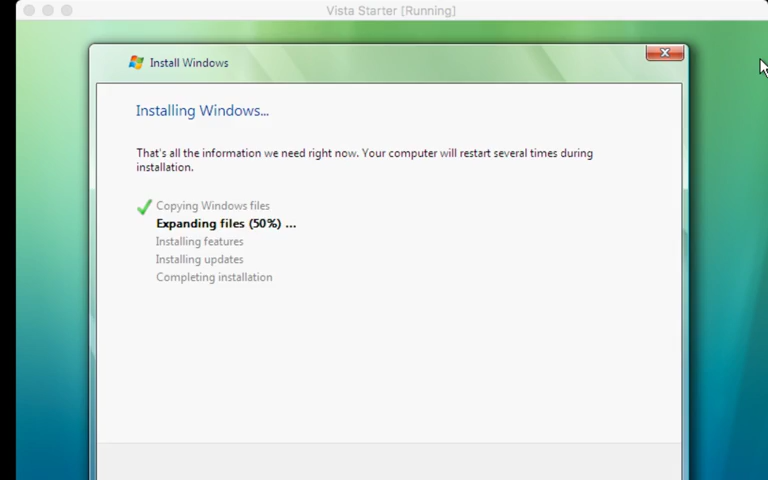 Vista Starter [Running]
Install Windows
Installing Windows...
That's all the information we need right now. Your computer will restart several times during
installation.
Copying Windows files
Expanding files (50%) ...
Installing features
Installing updates
Completing installation